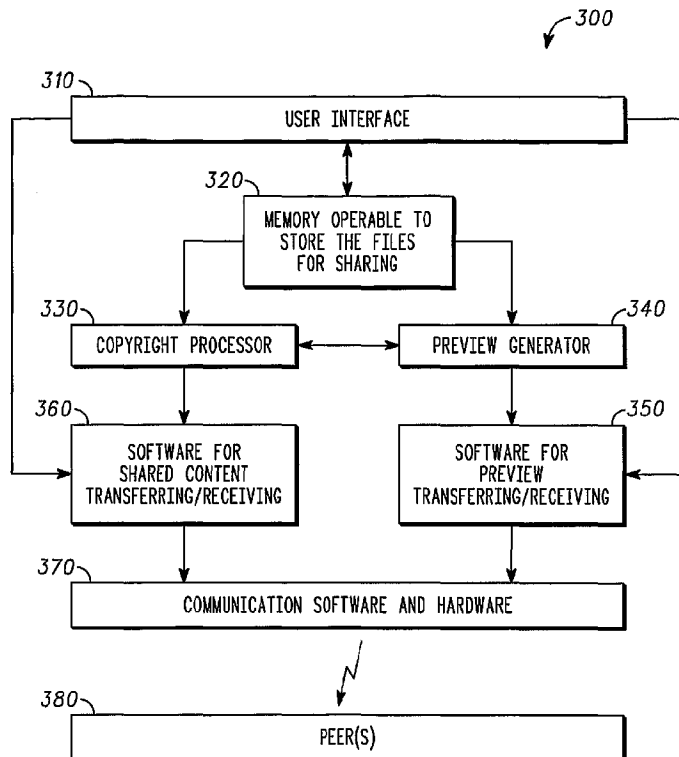 300
310
USER INTERFACE
320
MEMORY OPERABLE TO
STORE THE FILES
FOR SHARING
330
COPYRIGHT PROCESSOR
340
PREVIEW GENERATOR
360
SOFTWARE FOR
SHARED CONTENT
TRANSFERRING/RECEIVING
350
SOFTWARE FOR
PREVIEW
TRANSFERRING/RECEIVING
370
COMMUNICATION SOFTWARE AND HARDWARE
380
PEER(S)